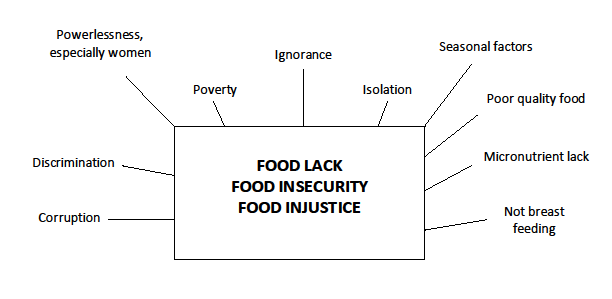 Powerlessness,
especially women
Ignorance
Seasonal factors
Poverty
Isolation
Poor quality food
Discrimination
FOOD LACK
FOOD INSECURITY
FOOD INJUSTICE
Micronutrient lack
Corruption
Not breast
feeding